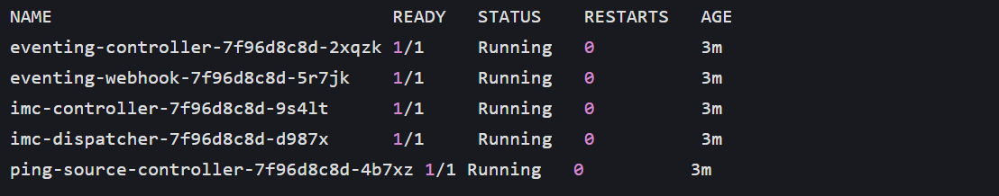 NAME                                READY   STATUS    RESTARTS   AGE
eventing-controller-7f96d8c8d-2xqzk 1/1     Running   0          3m
eventing-webhook-7f96d8c8d-5r7jk    1/1     Running   0          3m
imc-controller-7f96d8c8d-9s4lt      1/1     Running   0          3m
imc-dispatcher-7f96d8c8d-d987x      1/1     Running   0          3m
ping-source-controller-7f96d8c8d-4b7xz 1/1 Running   0          3m